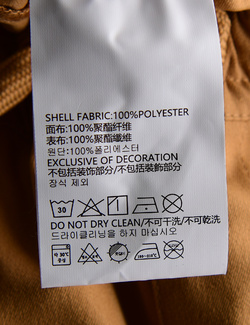 SHELL FABRIC:100%POLYESTER
面布:100%聚酯纤维
表布:100%聚酯纖維
원단:100%폴리에스터
EXCLUSIVE OF DECORATION
不包括装饰部分/不包括裝飾部分
장식 제외
30
DO NOT DRY CLEAN/不可干洗/不可乾洗
드라이클리닝을 하지 마십시오